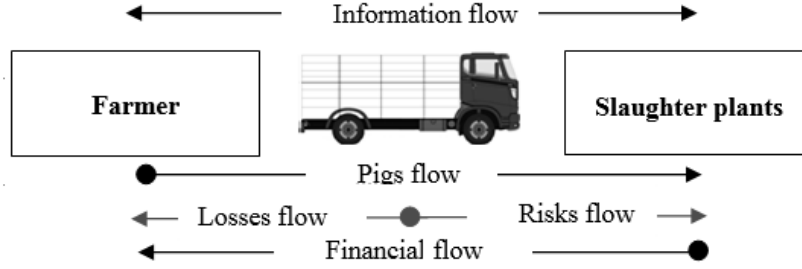 Information flow
Farmer
Slaughter plants
Pigs flow
Losses flow
Risks flow
Financial flow